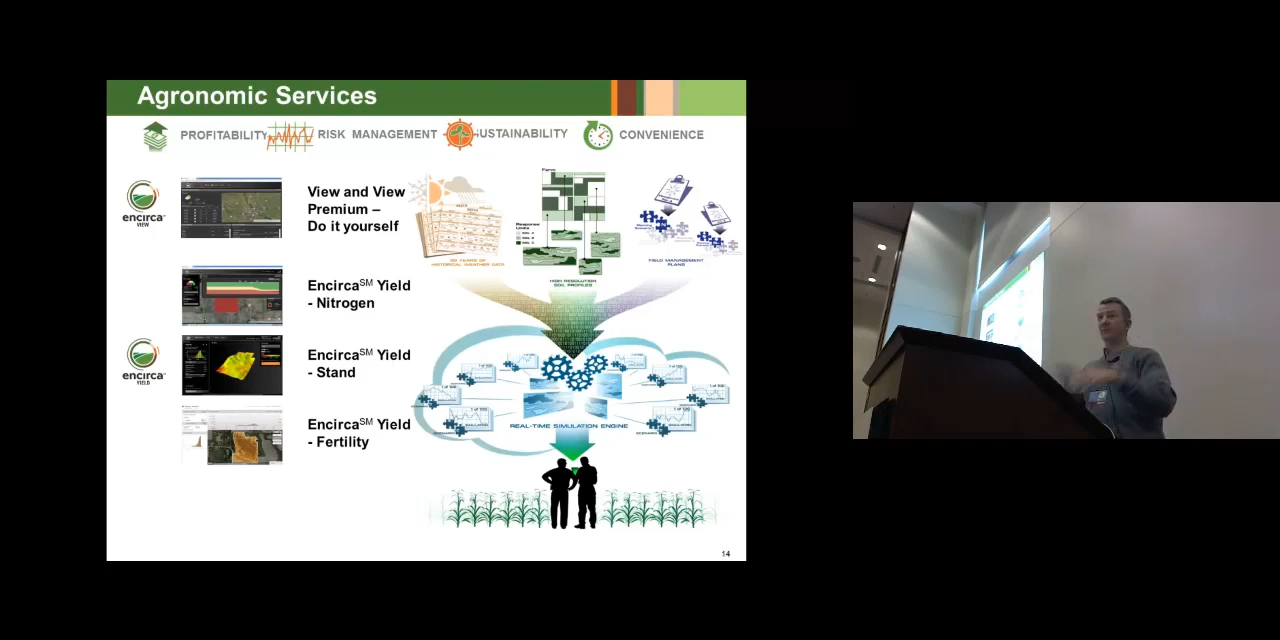 Agronomic Services
PROFITABILITY
RISK MANAGEMENT
SUSTAINABILITY
CONVENIENCE
encirca
VIEW
View and View
Premium –
Do it yourself
Encirca℠ Yield
- Nitrogen
encirca
YIELD
Encirca℠ Yield
- Stand
Encirca℠ Yield
- Fertility
30 YEARS OF
HISTORICAL WEATHER DATA
HIGH RESOLUTION
SOIL PROFILES
FIELD MANAGEMENT
PLANS
REAL-TIME SIMULATION ENGINE
14